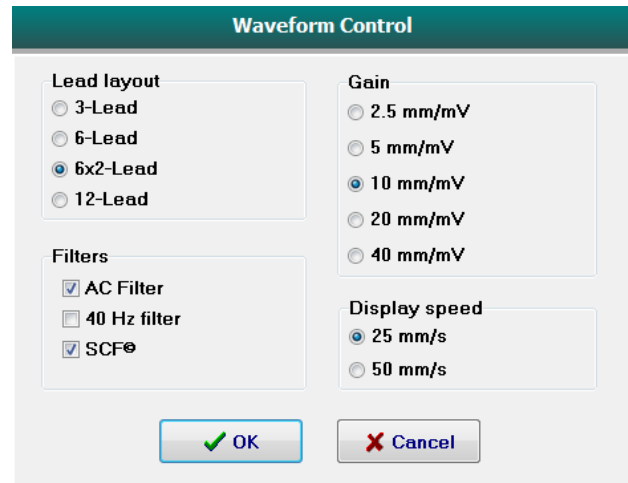 Waveform Control
Lead layout
3-Lead
6-Lead
6x2-Lead
12-Lead
Filters
AC Filter
40 Hz filter
SCF©
Gain
2.5 mm/mV
5 mm/mV
10 mm/mV
20 mm/mV
40 mm/mV
Display speed
25 mm/s
50 mm/s
OK
Cancel